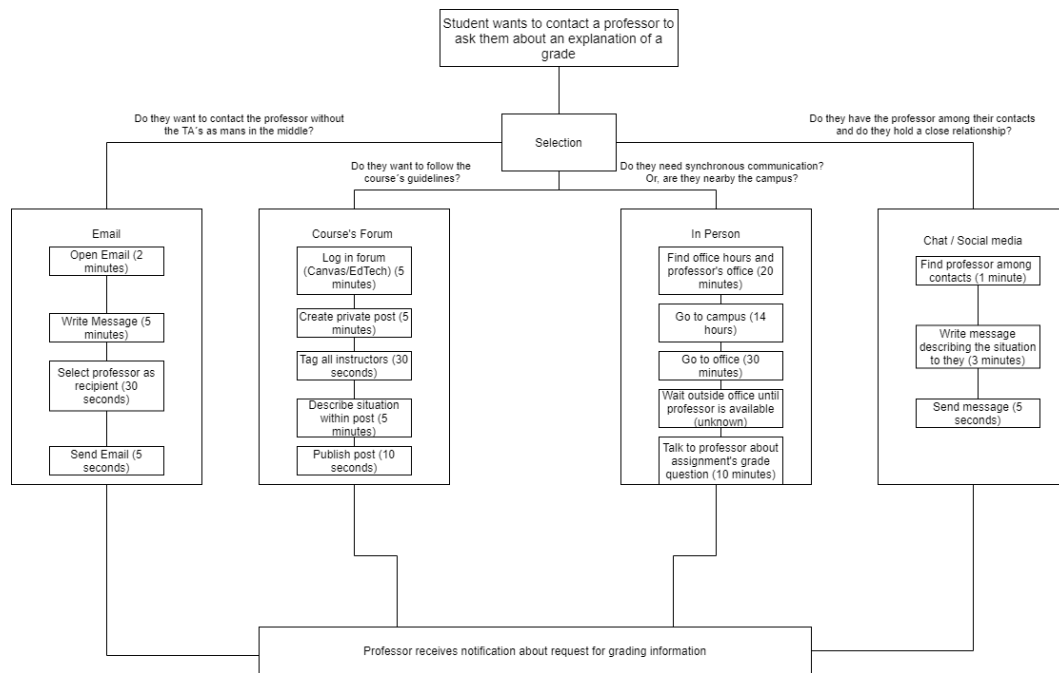 Student wants to contact a professor to
ask them about an explanation of a
grade
Do they want to contact the professor without
the TA´s as mans in the middle?
Selection
Do they have the professor among their contacts
and do they hold a close relationship?
Do they want to follow the
course´s guidelines?
Do they need synchronous communication?
Or, are they nearby the campus?
Email
Open Email (2
minutes)
Write Message (5
minutes)
Select professor as
recipient (30
seconds)
Send Email (5
seconds)
Course's Forum
Log in forum
(Canvas/EdTech) (5
minutes)
Create private post (5
minutes)
Tag all instructors (30
seconds)
Describe situation
within post (5
minutes)
Publish post (10
seconds)
In Person
Find office hours and
professor's office (20
minutes)
Go to campus (14
hours)
Go to office (30
minutes)
Wait outside office until
professor is available
(unknown)
Talk to professor about
assignment's grade
question (10 minutes)
Chat / Social media
Find professor among
contacts (1 minute)
Write message
describing the situation
to they (3 minutes)
Send message (5
seconds)
Professor receives notification about request for grading information